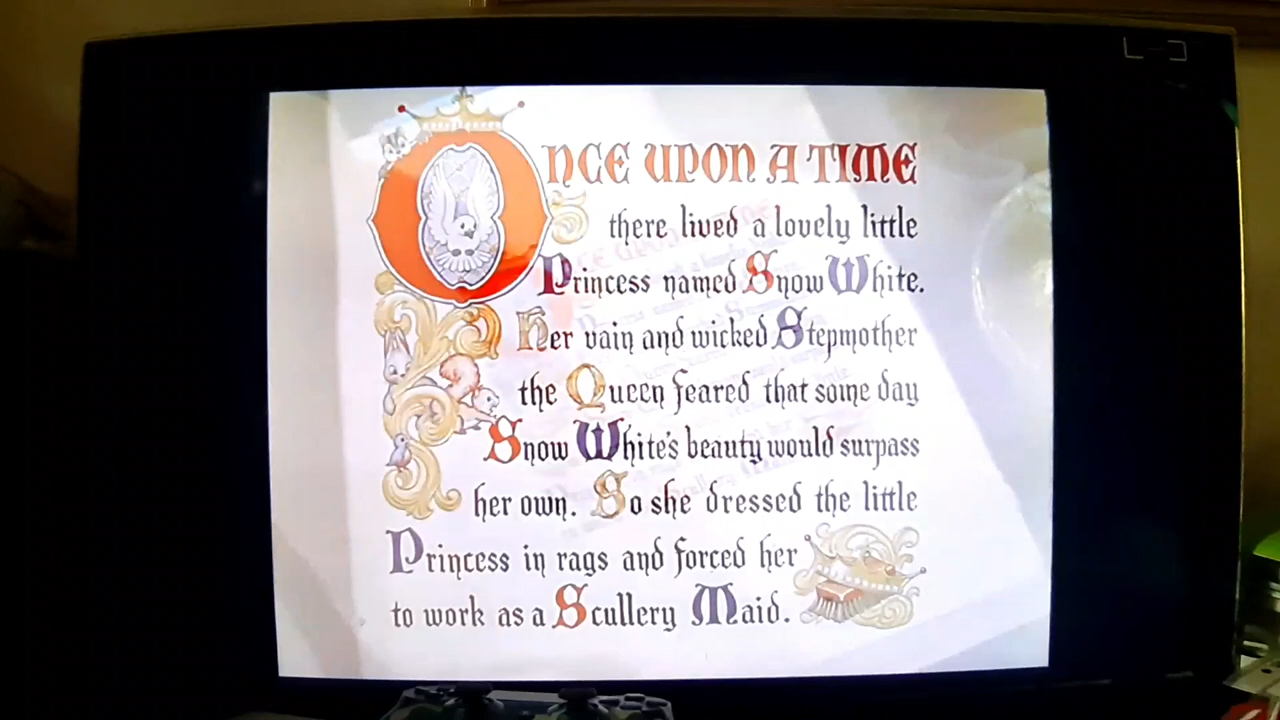 ONCE UPON A TIME
there lived a lovely little
Princess named Snow White.
Her vain and wicked Stepmother
the Queen feared that some day
Snow White's beauty would surpass
her own. So she dressed the little
Princess in rags and forced her
to work as a Scullery Maid.